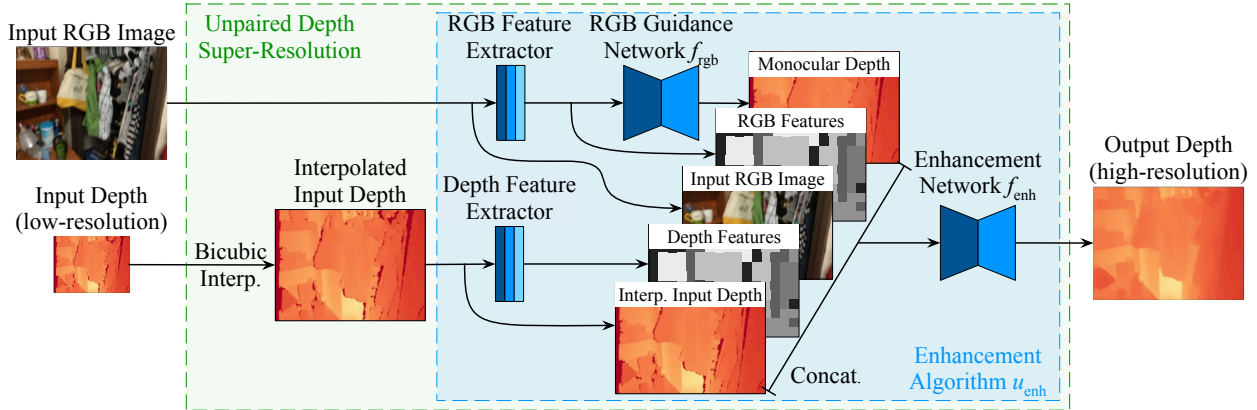 Unpaired Depth
Super-Resolution
Input RGB Image
RGB Feature
Extractor
RGB Guidance
Network f_rgb
Monocular Depth
RGB Features
Input RGB Image
Depth Features
Interp. Input Depth
Interpolated
Input Depth
Depth Feature
Extractor
Input Depth
(low-resolution)
Bicubic
Interp.
Concat.
Enhancement
Network f_enh
Output Depth
(high-resolution)
Enhancement
Algorithm u_enh